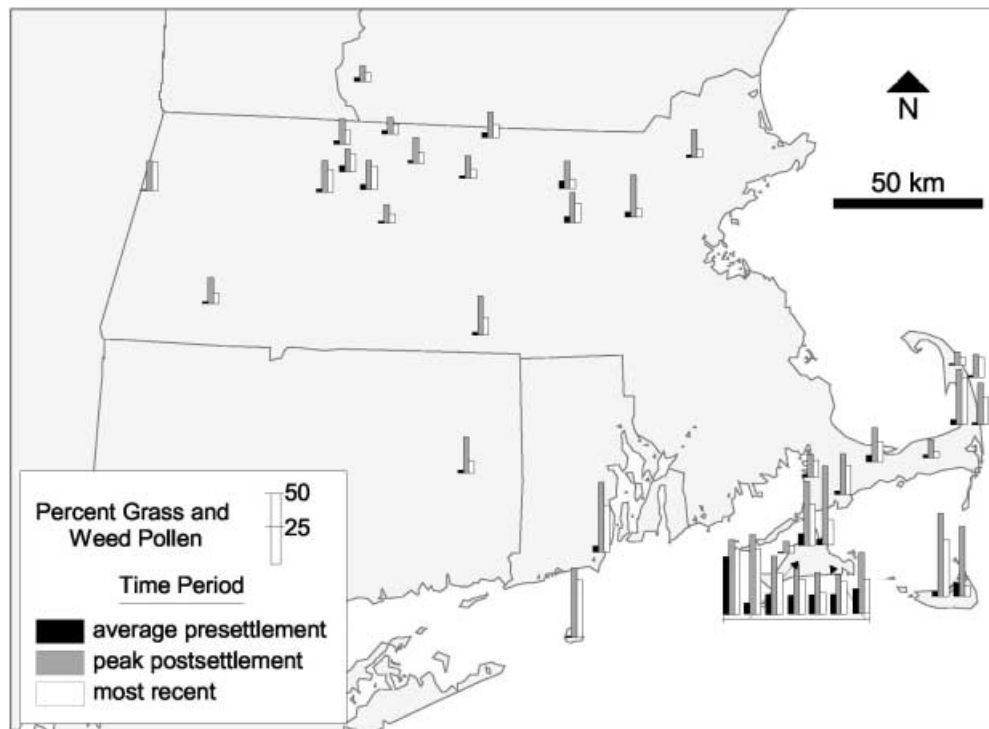 N
50 km
Percent Grass and
Weed Pollen
50
25
Time Period
average presettlement
peak postsettlement
most recent